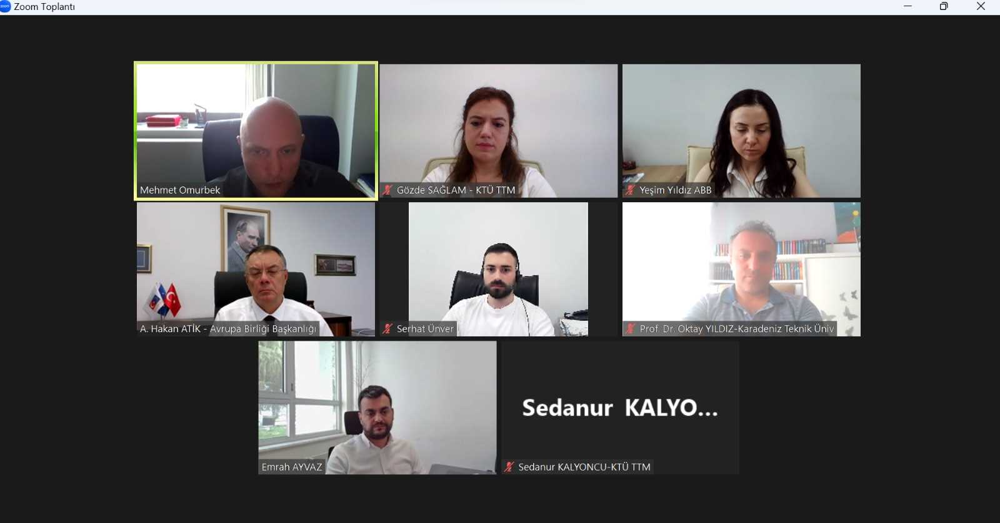 zoom Zoom Toplantı
Mehmet Omurbek
Gözde SAĞLAM - KTÜ TTM
Yeşim Yıldız ABB
A. Hakan ATİK - Avrupa Birliği Başkanlığı
Serhat Ünver
Prof. Dr. Oktay YILDIZ-Karadeniz Teknik Üniv
Sedanur KALYO...
Emrah AYVAZ
Sedanur KALYONCU-KTÜ TTM